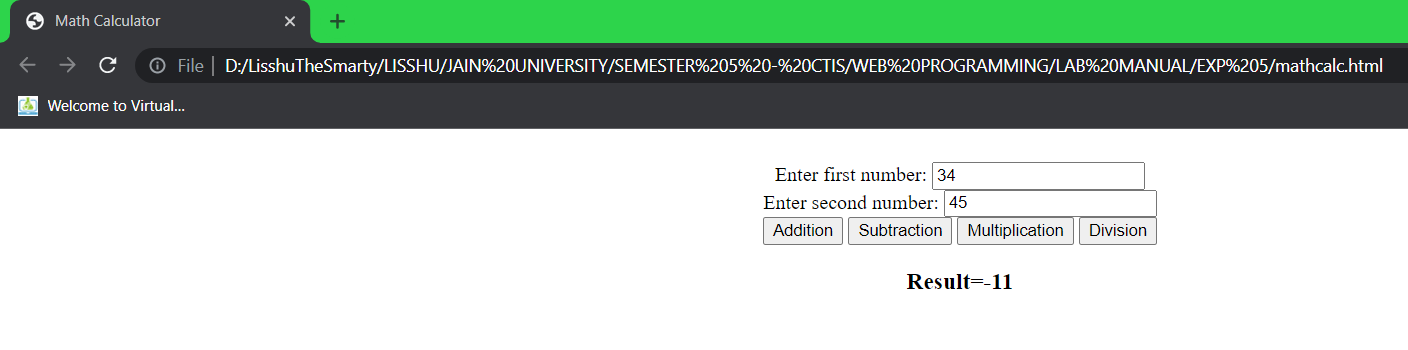 Math Calculator
File | D:/LisshuTheSmarty/LISSHU/JAIN%20UNIVERSITY/SEMESTER%205%20-%20CTIS/WEB%20PROGRAMMING/LAB%20MANUAL/EXP%205/mathcalc.html
Welcome to Virtual...
Enter first number: 34
Enter second number: 45
Addition Subtraction Multiplication Division
Result=-11